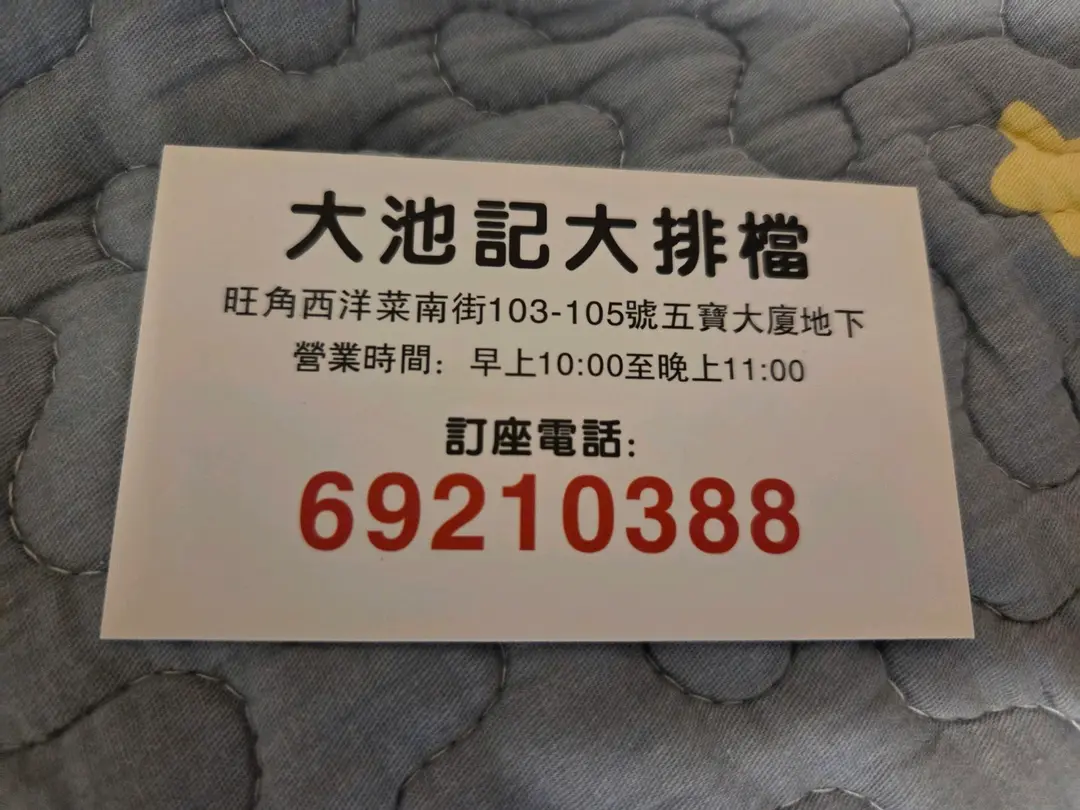 大池記大排檔
旺角西洋菜南街103-105號五寶大廈地下
營業時間：早上10:00至晚上11:00
訂座電話：
69210388